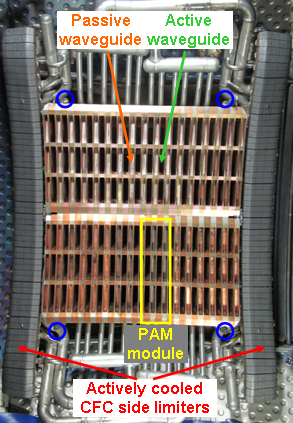 Passive
waveguide
Active
waveguide
PAM
module
Actively cooled
CFC side limiters